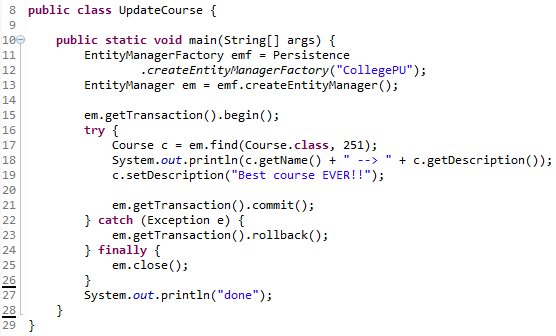 8 public class UpdateCourse {
9
10 public static void main(String[] args) {
11 EntityManagerFactory emf = Persistence
12 .createEntityManagerFactory("CollegePU");
13 EntityManager em = emf.createEntityManager();
14
15 em.getTransaction().begin();
16 try {
17 Course c = em.find(Course.class, 251);
18 System.out.println(c.getName() + " --> " + c.getDescription());
19 c.setDescription("Best course EVER!!");
20
21 em.getTransaction().commit();
22 } catch (Exception e) {
23 em.getTransaction().rollback();
24 } finally {
25 em.close();
26 }
27 System.out.println("done");
28 }
29 }